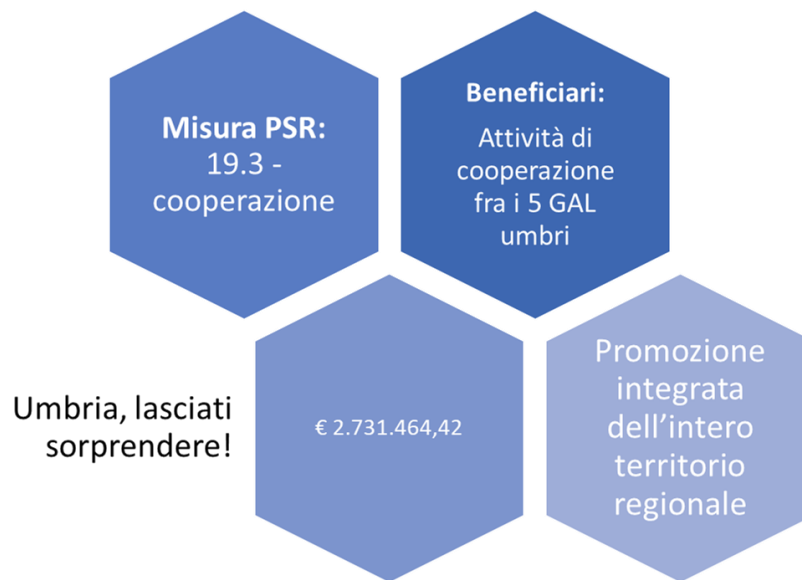 Misura PSR:
19.3 -
cooperazione
Beneficiari:
Attività di
cooperazione
fra i 5 GAL
umbri
Umbria, lasciati
sorprendere!
€ 2.731.464,42
Promozione
integrata
dell’intero
territorio
regionale